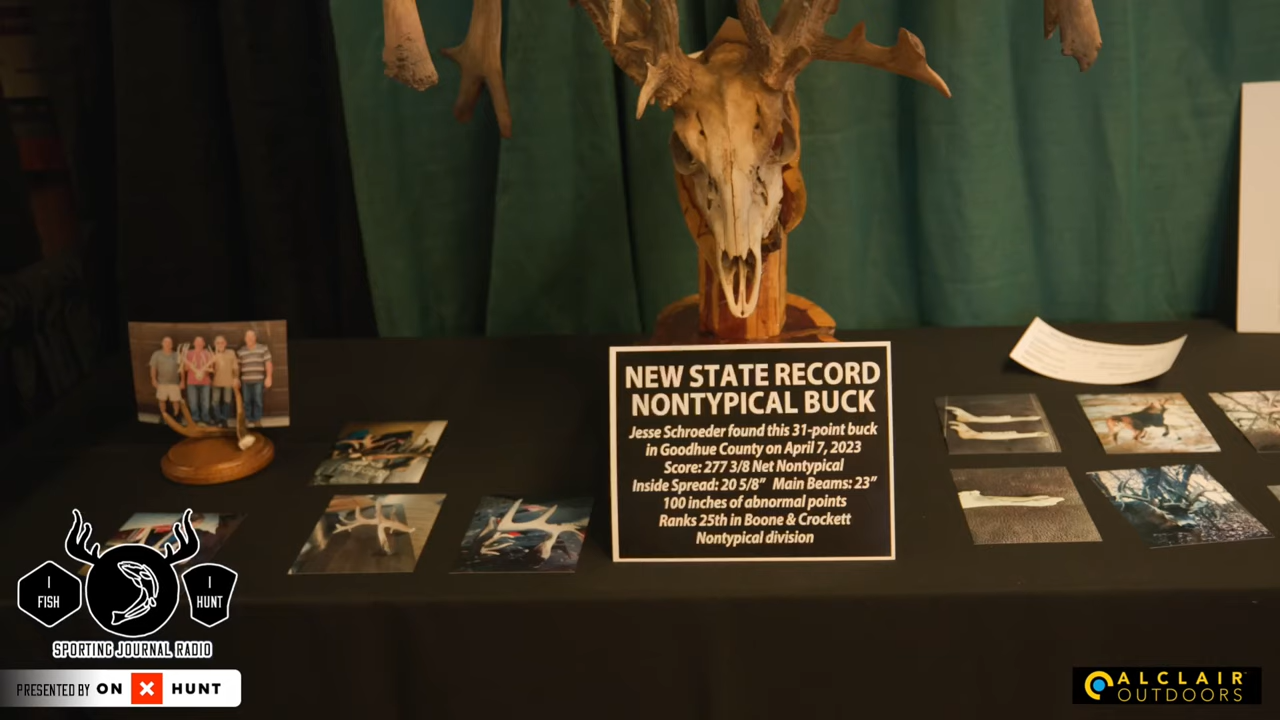 NEW STATE RECORD
NONTYPICAL BUCK
Jesse Schroeder found this 31-point buck
in Goodhue County on April 7, 2023
Score: 277 3/8 Net Nontypical
Inside Spread: 20 5/8" Main Beams: 23"
100 inches of abnormal points
Ranks 25th in Boone & Crockett
Nontypical division
I
FISH
I
HUNT
SPORTING JOURNAL RADIO
PRESENTED BY ON X HUNT
ALCLAIR
OUTDOORS